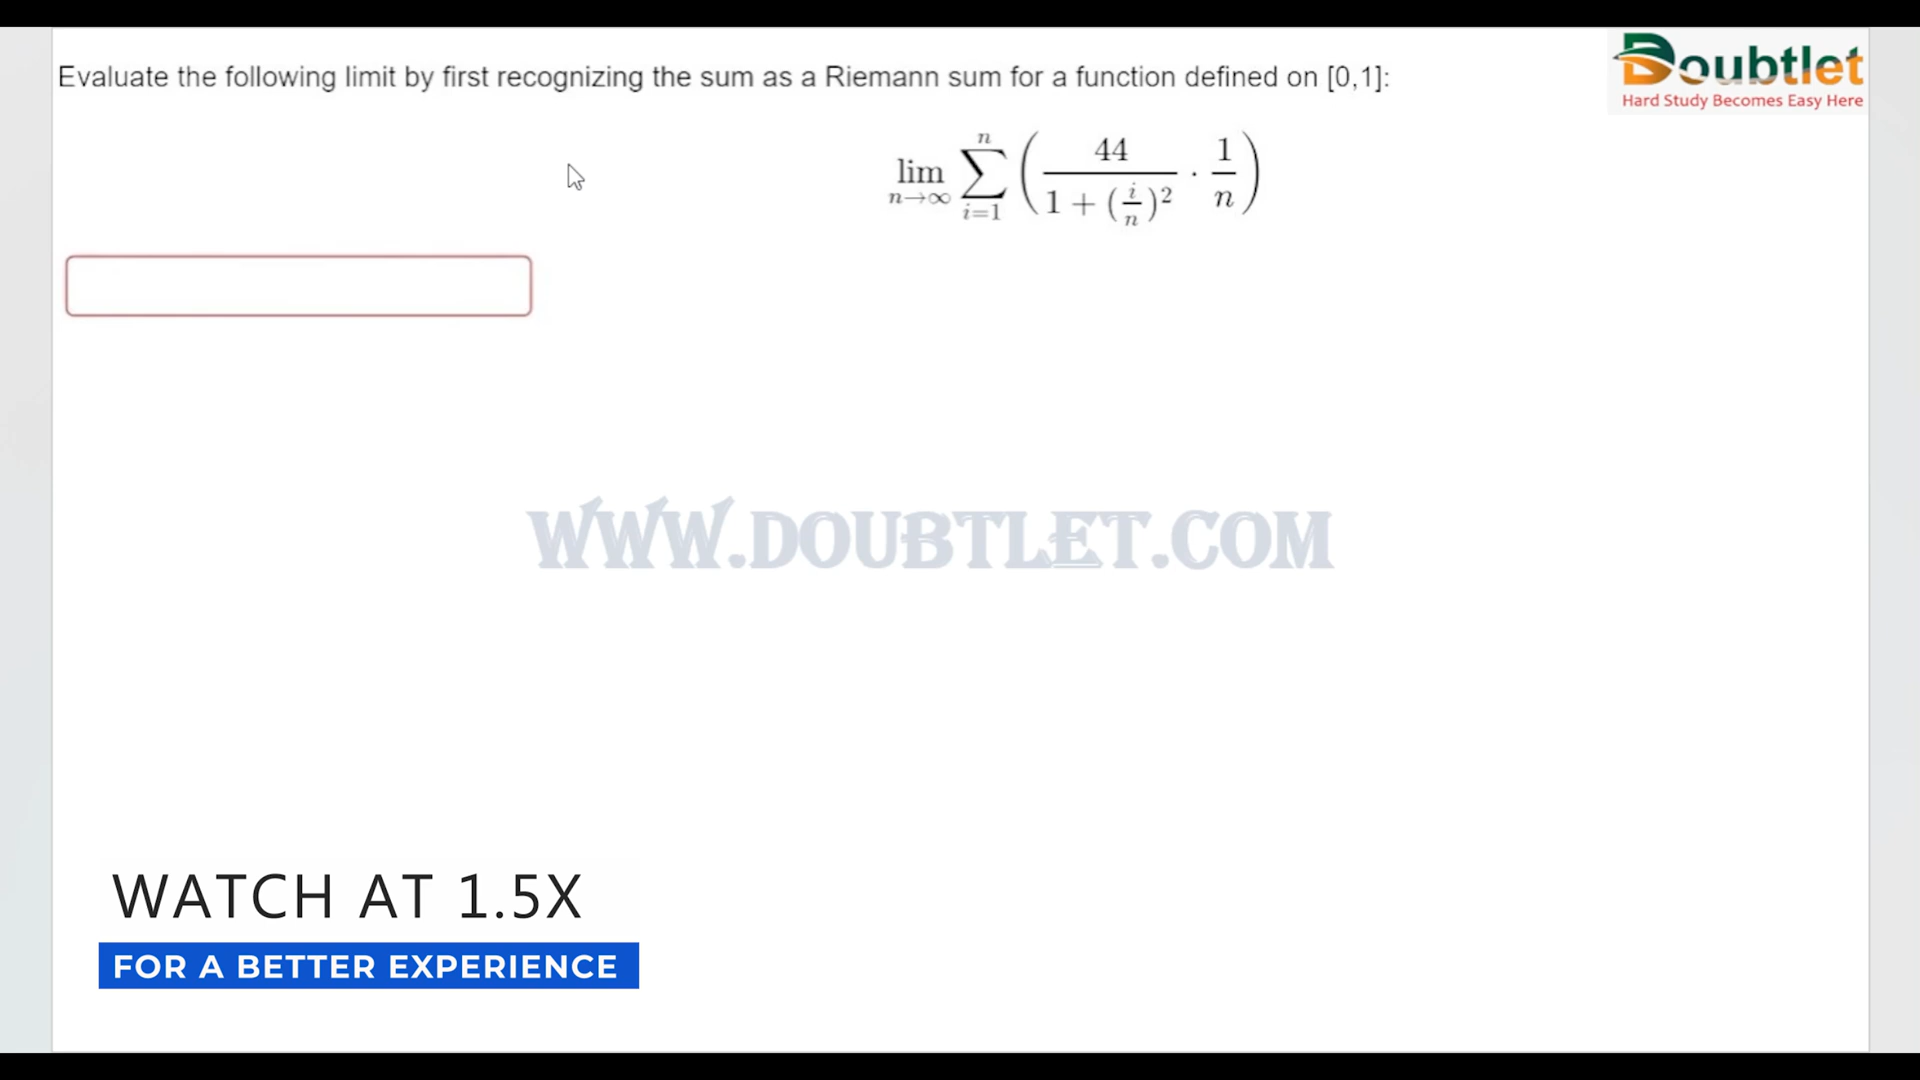 Doubtlet
Hard Study Becomes Easy Here
Evaluate the following limit by first recognizing the sum as a Riemann sum for a function defined on [0,1]:
lim n→∞ ∑ i=1 n ( 44 / (1 + (i/n)²) · 1/n )
WWW.DOUBTLET.COM
WATCH AT 1.5X
FOR A BETTER EXPERIENCE